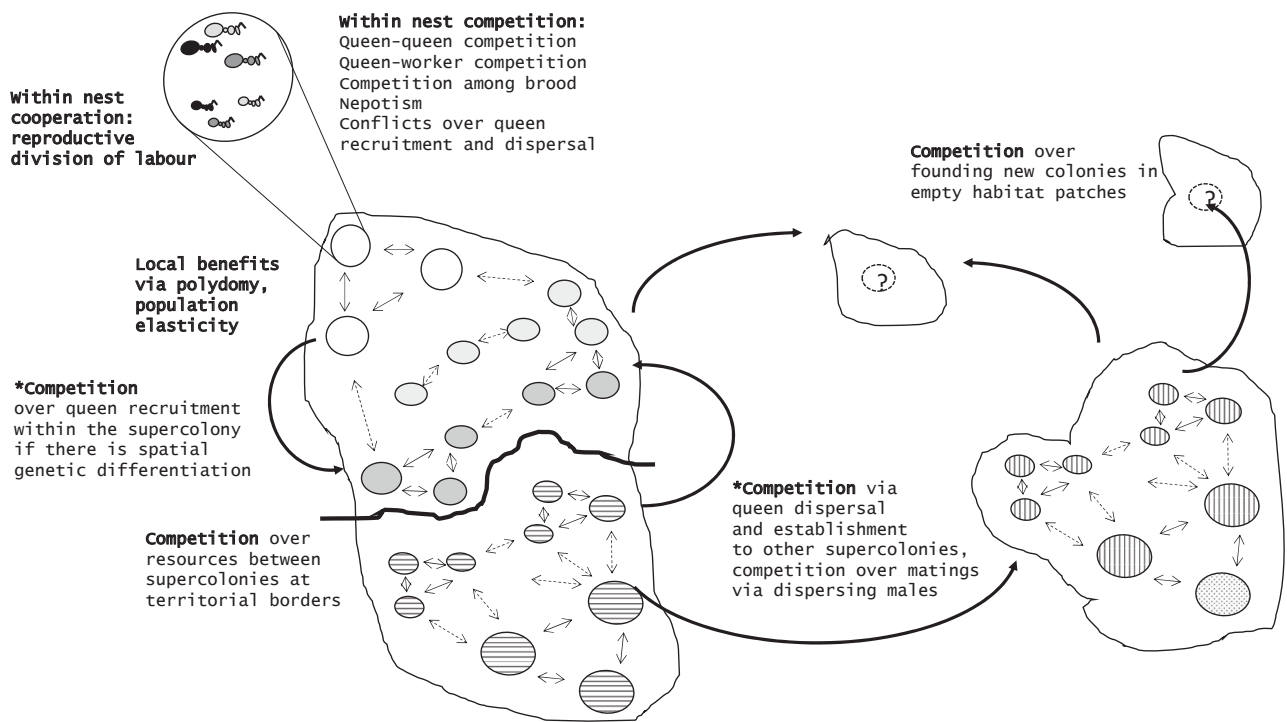 Within nest competition:
Queen-queen competition
Queen-worker competition
Competition among brood
Nepotism
Conflicts over queen
recruitment and dispersal
Within nest
cooperation:
reproductive
division of labour
Competition over
founding new colonies in
empty habitat patches
?
?
Local benefits
via polydomy,
population
elasticity
*Competition
over queen recruitment
within the supercolony
if there is spatial
genetic differentiation
*Competition via
queen dispersal
and establishment
to other supercolonies,
competition over matings
via dispersing males
Competition over
resources between
supercolonies at
territorial borders